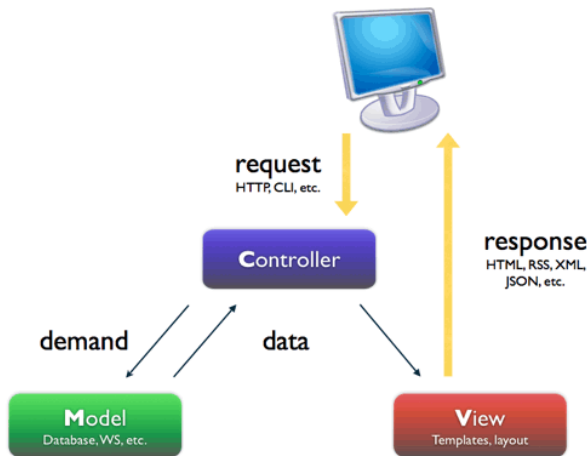 request
HTTP, CLI, etc.
Controller
response
HTML, RSS, XML,
JSON, etc.
demand
data
Model
Database, WS, etc.
View
Templates, layout